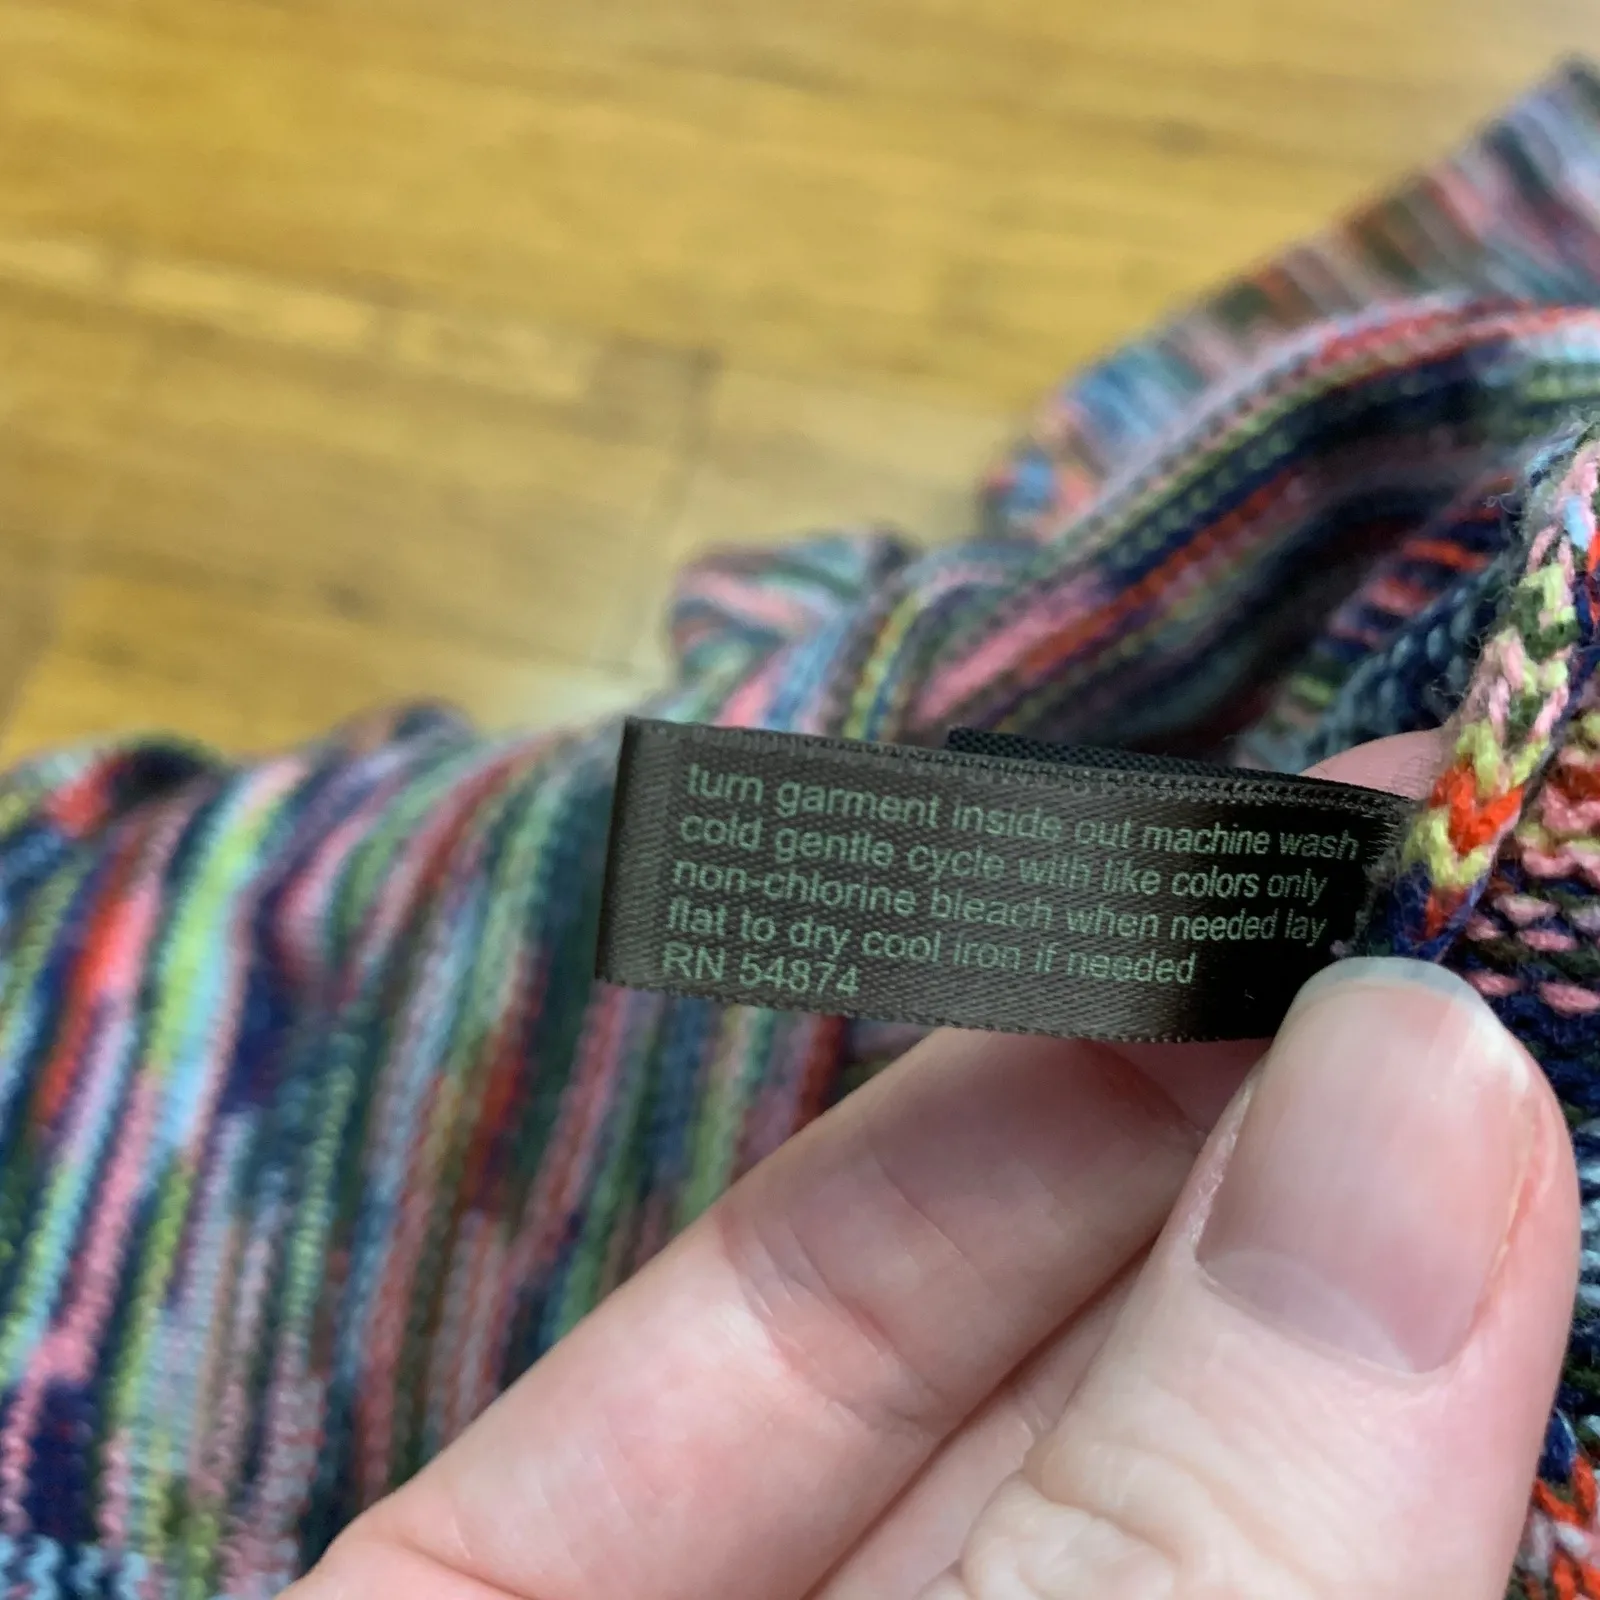 turn garment inside out machine wash
cold gentle cycle with like colors only
non-chlorine bleach when needed lay
flat to dry cool iron if needed
RN 54874